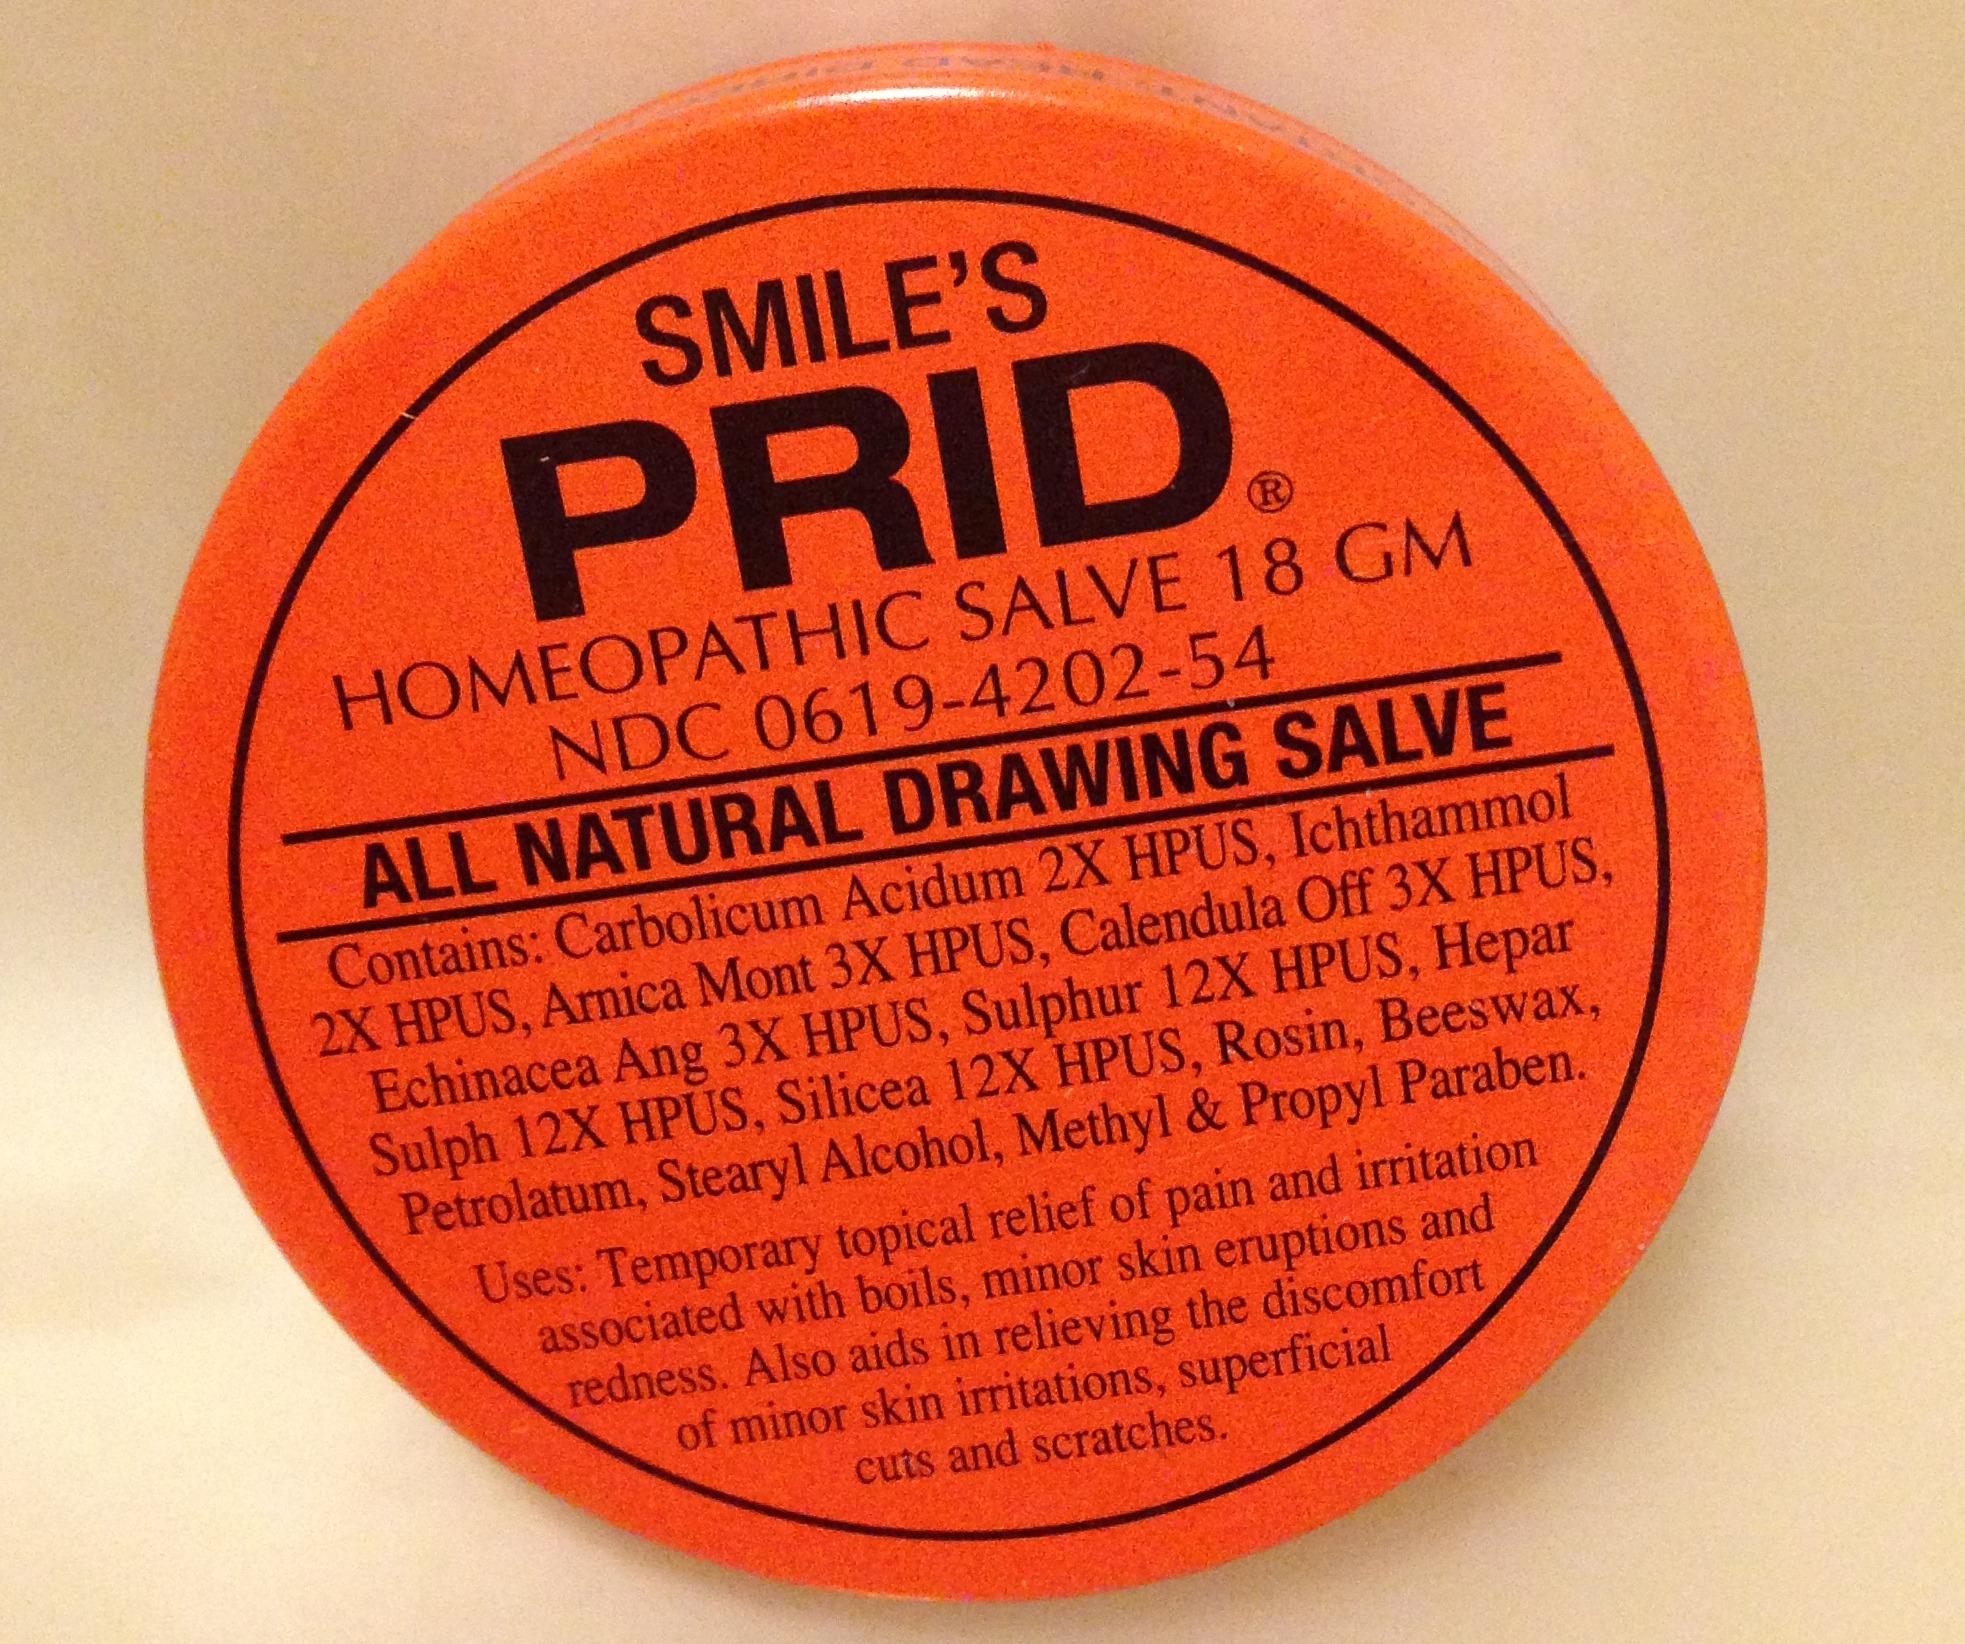 SMILE'S
PRID®
HOMEOPATHIC SALVE 18 GM
NDC 0619-4202-54
ALL NATURAL DRAWING SALVE
Contains: Carbolicum Acidum 2X HPUS, Ichthammol
2X HPUS, Arnica Mont 3X HPUS, Calendula Off 3X HPUS,
Echinacea Ang 3X HPUS, Sulphur 12X HPUS, Hepar
Sulph 12X HPUS, Silicea 12X HPUS, Rosin, Beeswax,
Petrolatum, Stearyl Alcohol, Methyl & Propyl Paraben.
Uses: Temporary topical relief of pain and irritation
associated with boils, minor skin eruptions and
redness. Also aids in relieving the discomfort
of minor skin irritations, superficial
cuts and scratches.